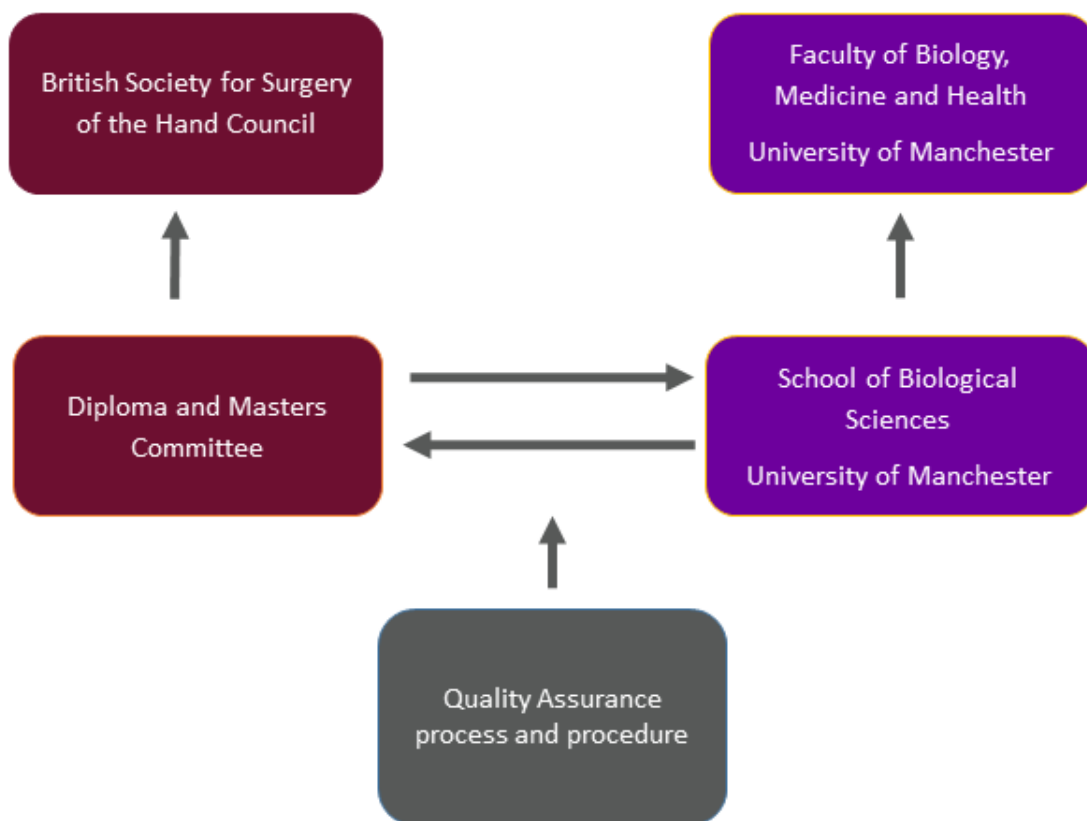 British Society for Surgery
of the Hand Council
Faculty of Biology,
Medicine and Health
University of Manchester
Diploma and Masters
Committee
School of Biological
Sciences
University of Manchester
Quality Assurance
process and procedure